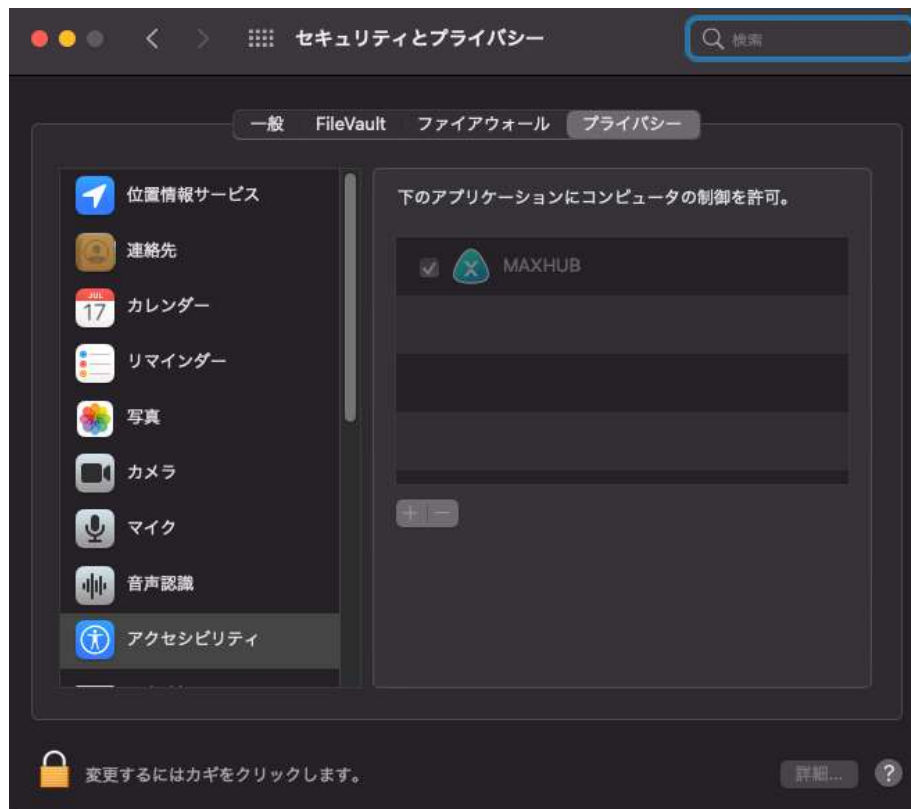 セキュリティとプライバシー
検索
一般 FileVault ファイアウォール プライバシー
位置情報サービス
連絡先
JUL
17
カレンダー
リマインダー
写真
カメラ
マイク
音声認識
アクセシビリティ
下のアプリケーションにコンピュータの制御を許可。
MAXHUB
変更するにはカギをクリックします。
詳細...
?